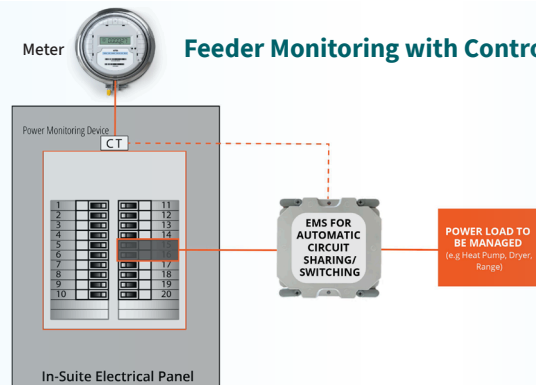 Meter
Feeder Monitoring with Contro
Power Monitoring Device
CT
1 11
2 12
3 13
4 14
5
6
7 17
8 18
9 19
10 20
EMS FOR
AUTOMATIC
CIRCUIT
SHARING/
SWITCHING
POWER LOAD TO
BE MANAGED
(e.g Heat Pump, Dryer,
Range)
In-Suite Electrical Panel